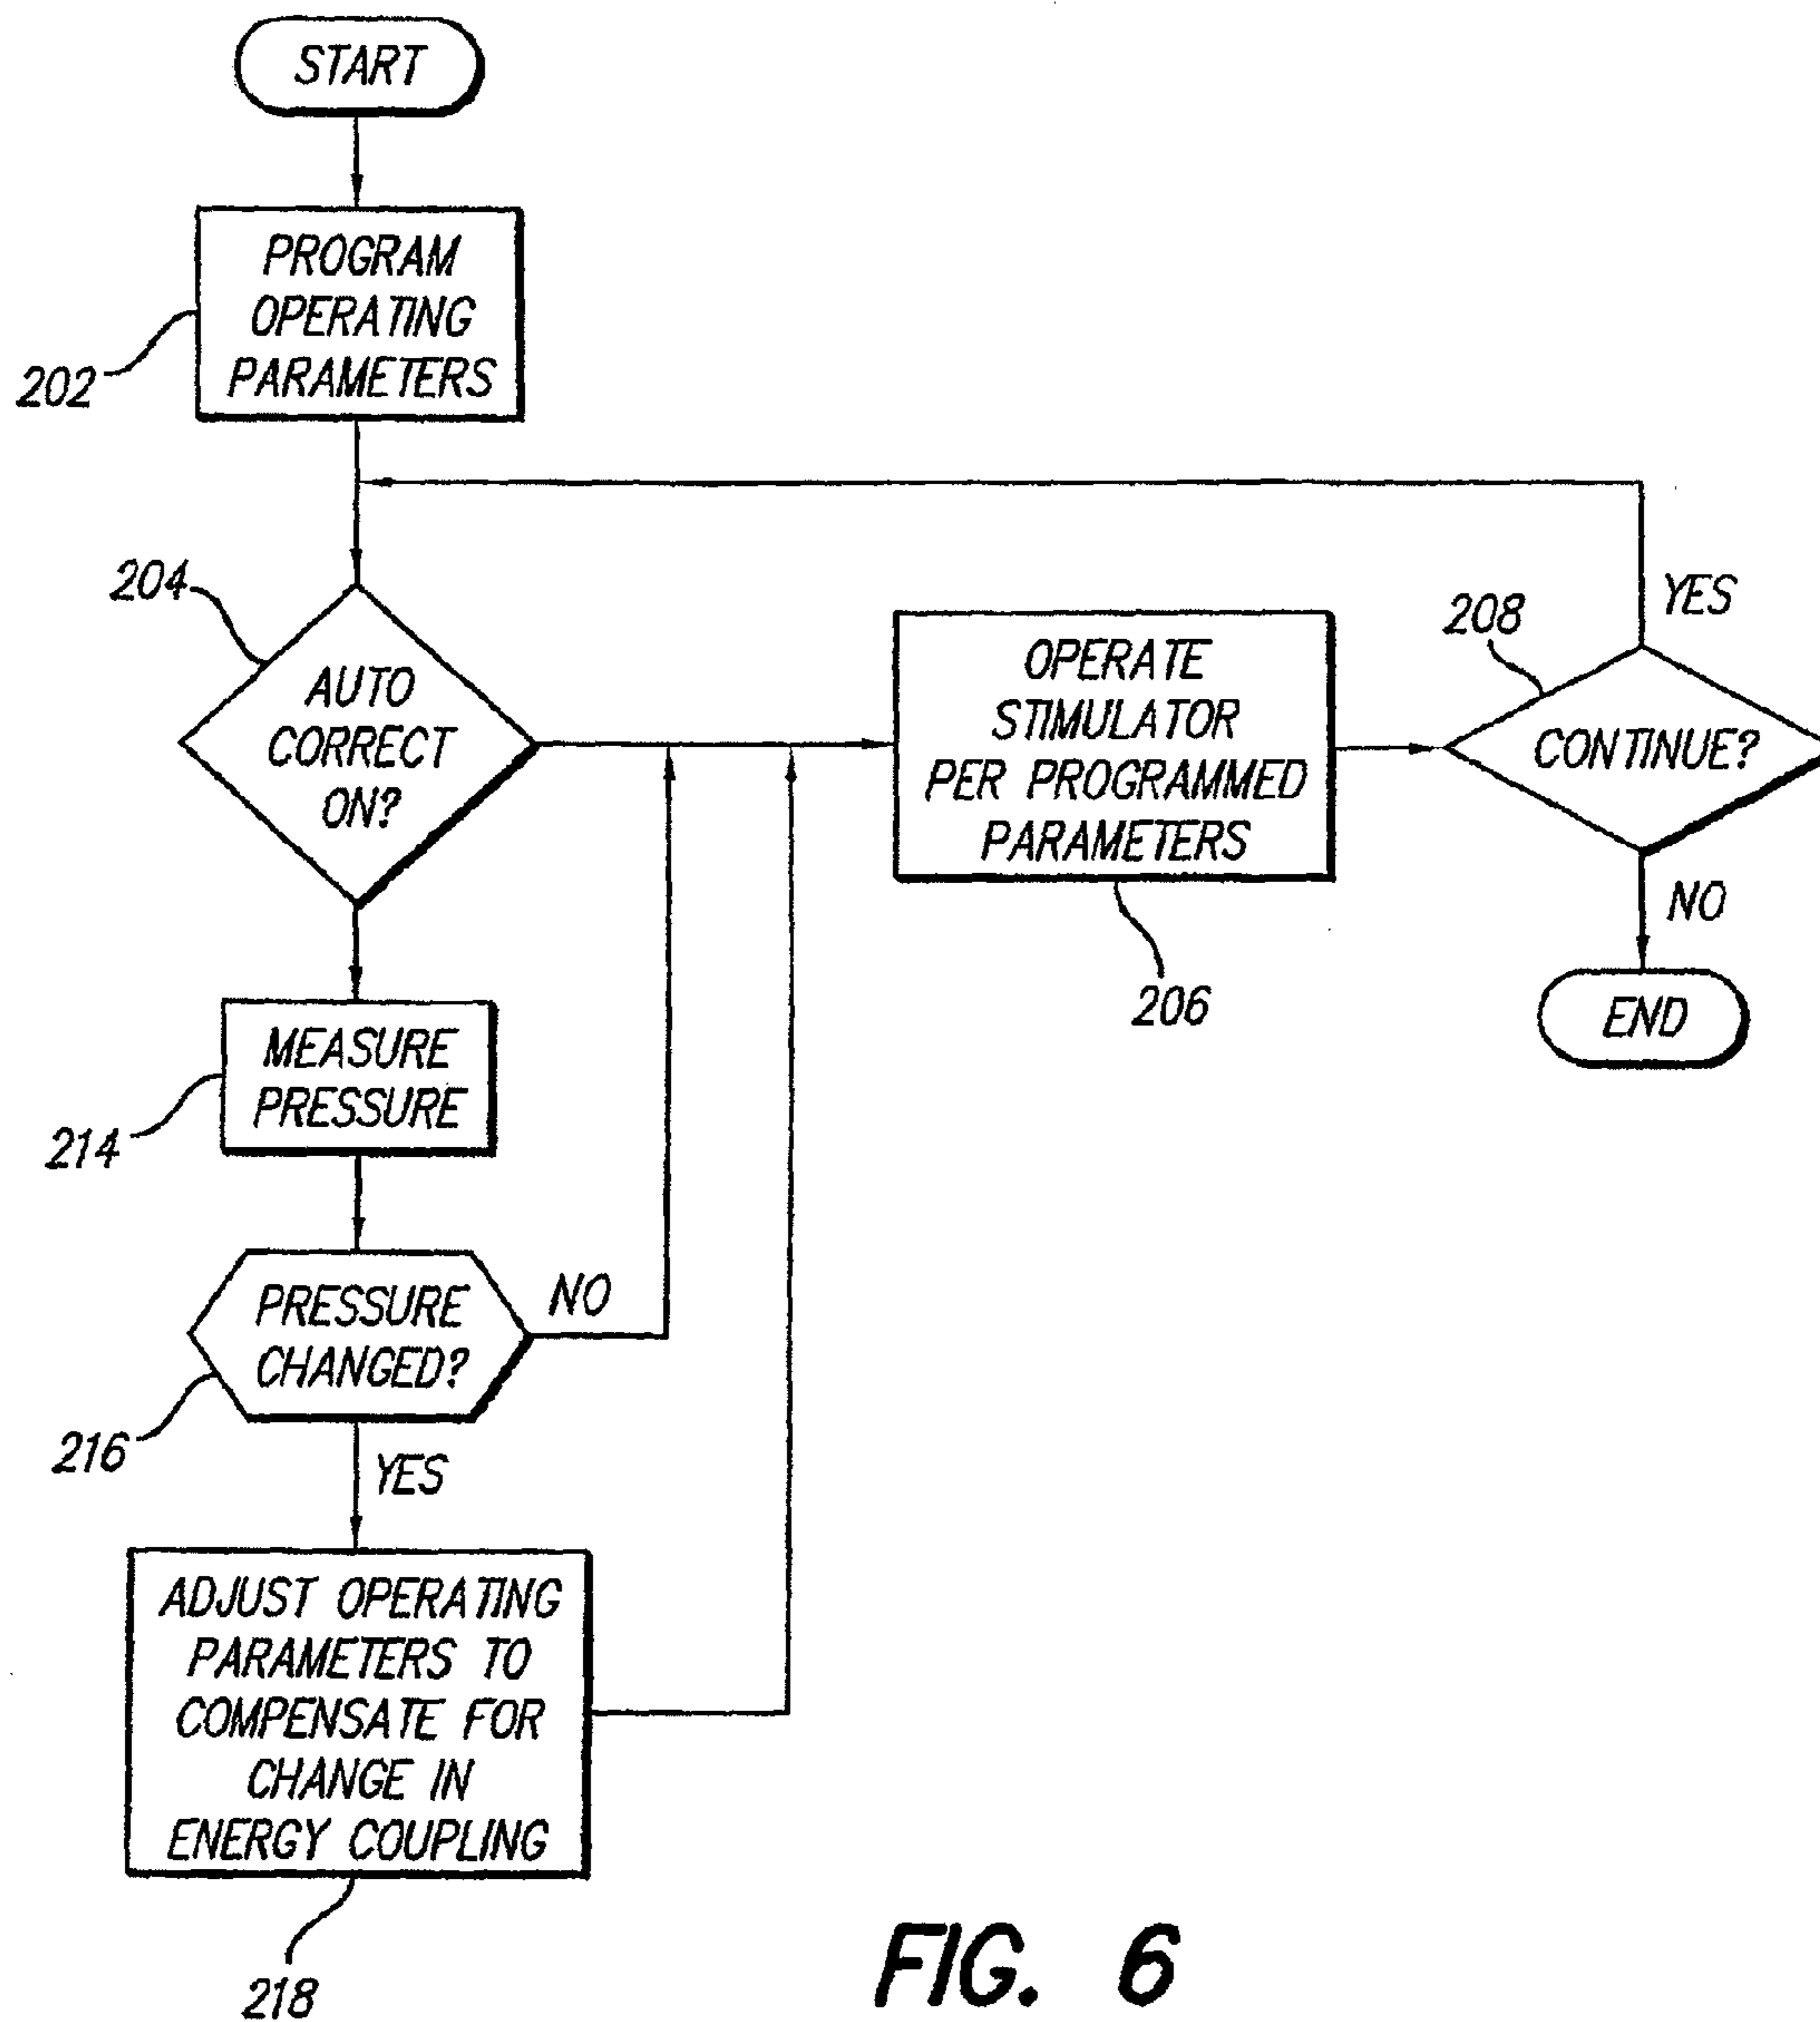 START
PROGRAM
OPERATING
PARAMETERS
202
204
AUTO
CORRECT
ON?
OPERATE
STIMULATOR
PER PROGRAMMED
PARAMETERS
206
208
YES
CONTINUE?
NO
END
MEASURE
PRESSURE
214
PRESSURE
CHANGED?
NO
216
YES
ADJUST OPERATING
PARAMETERS TO
COMPENSATE FOR
CHANGE IN
ENERGY COUPLING
218
FIG. 6